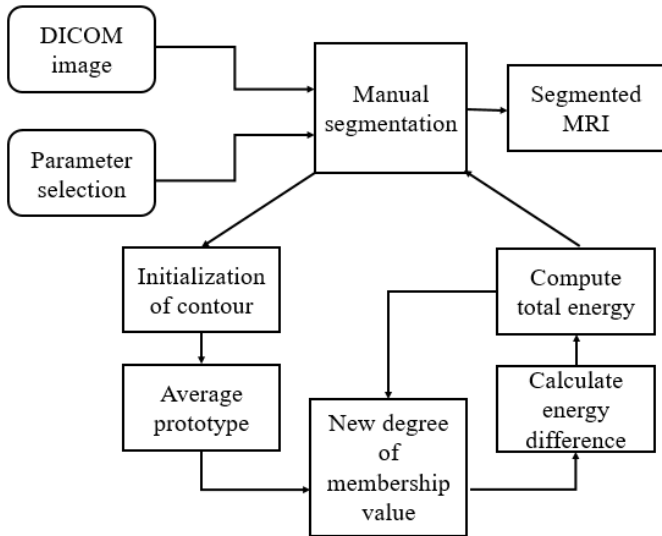 DICOM
image
Manual
segmentation
Segmented
MRI
Parameter
selection
Initialization
of contour
Compute
total energy
Average
prototype
New degree
of
membership
value
Calculate
energy
difference